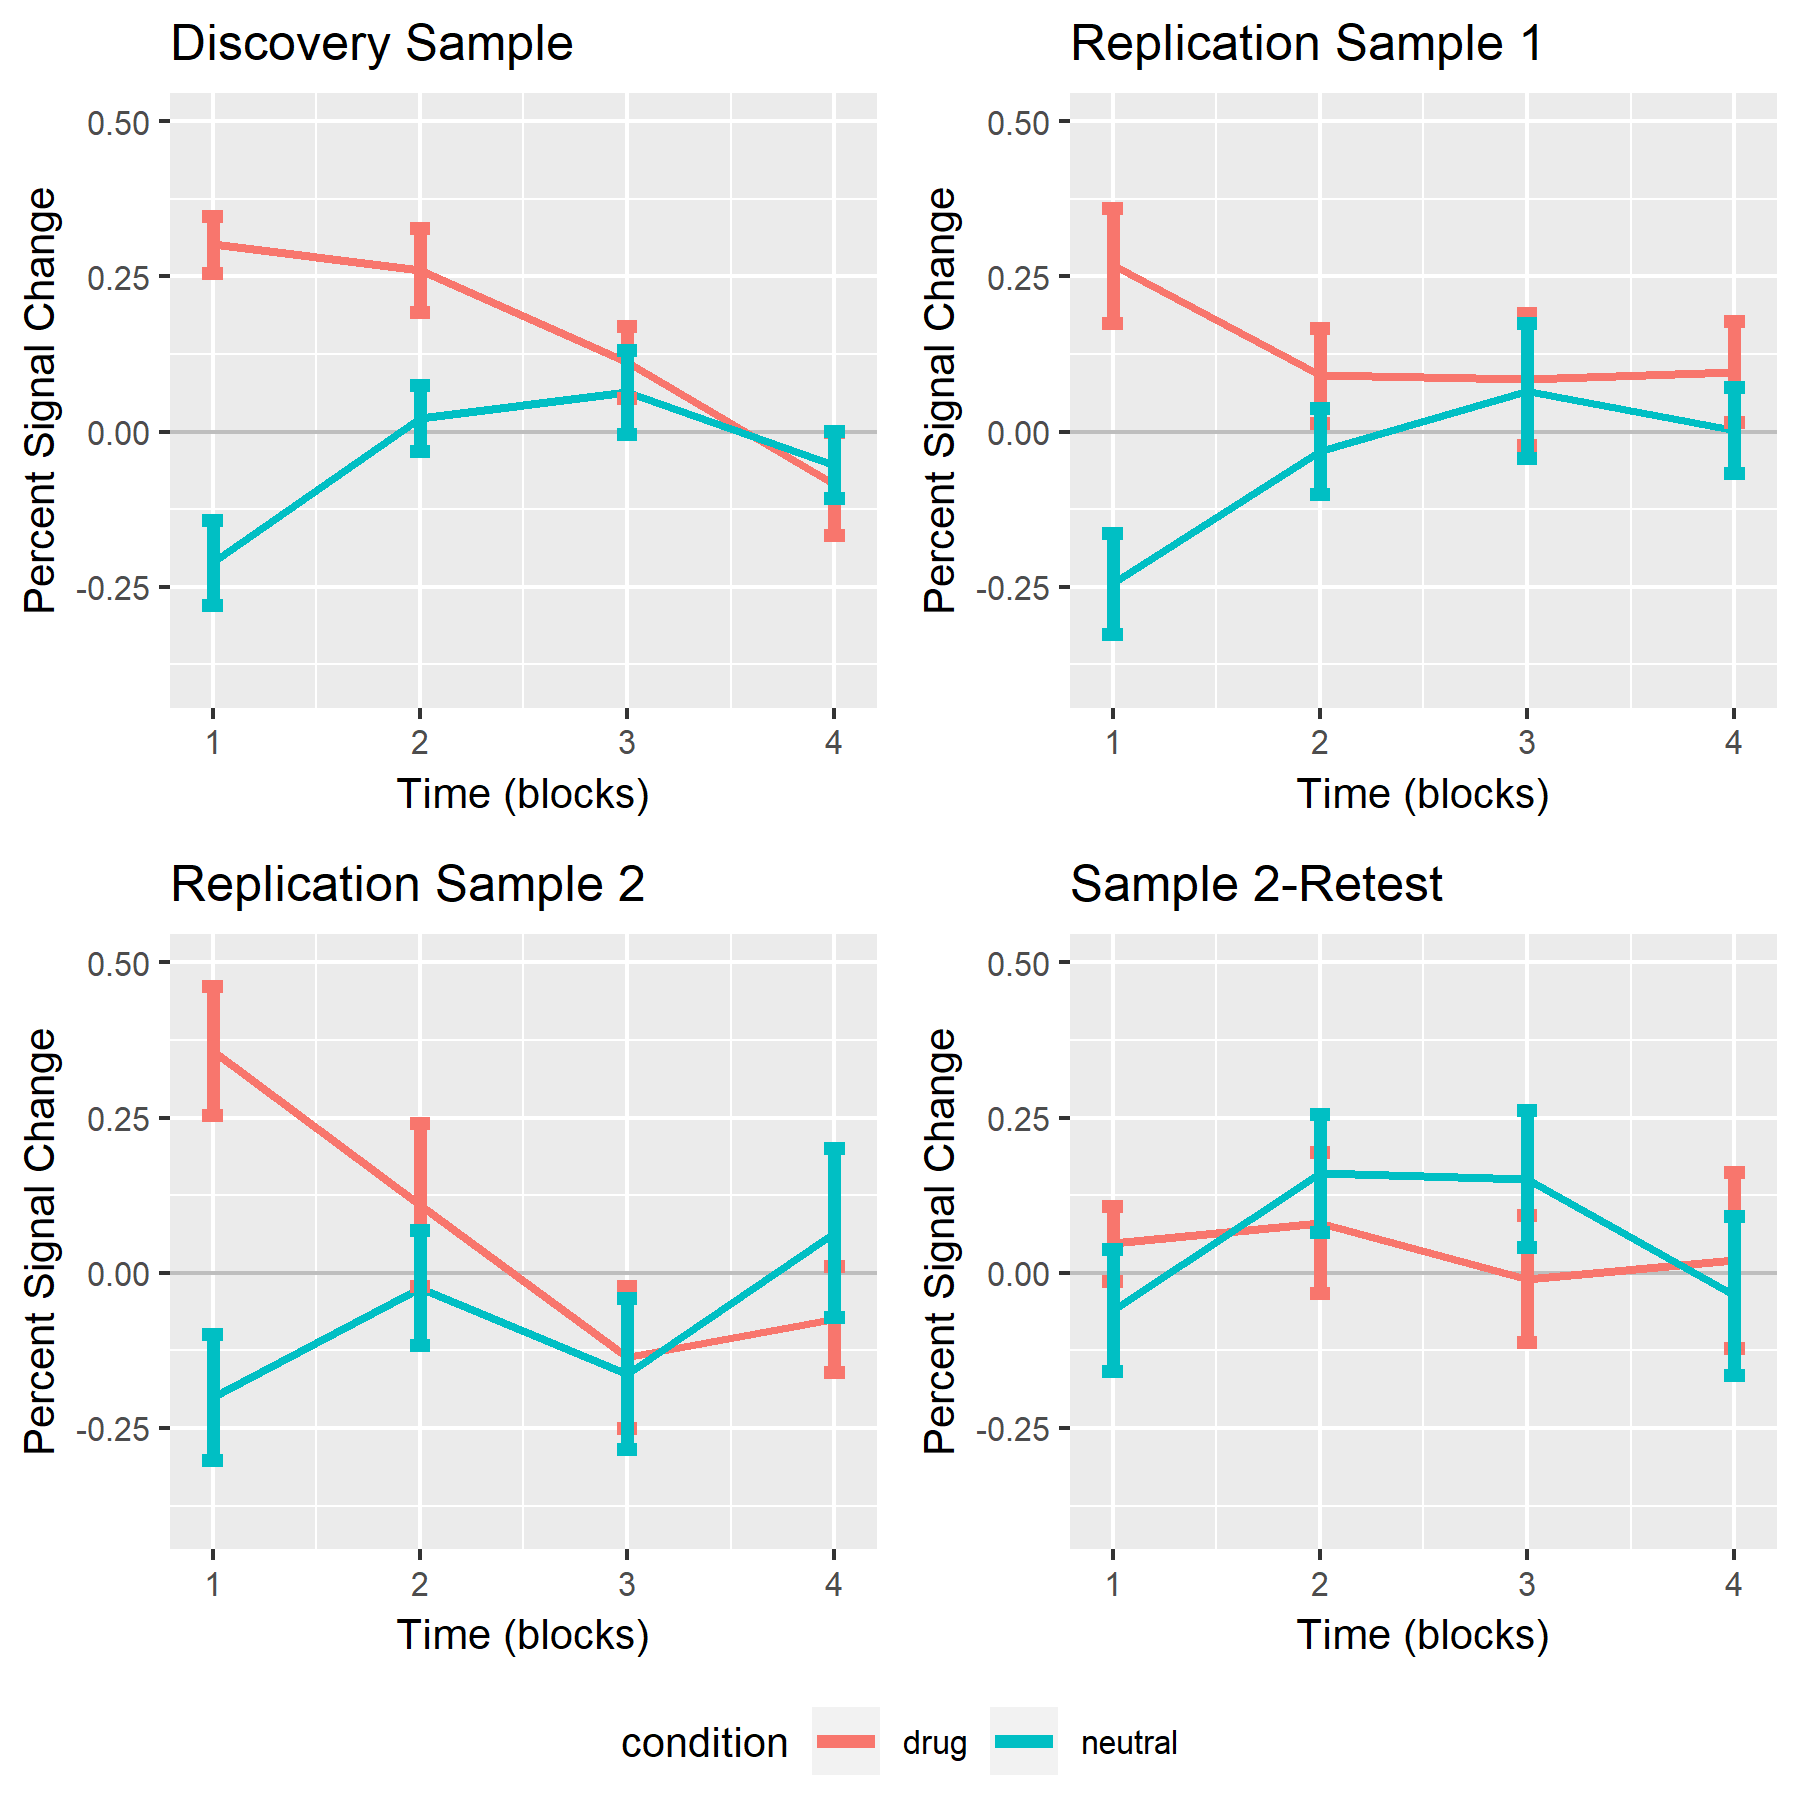 Discovery Sample
Percent Signal Change
0.50
0.25
0.00
-0.25
1 2 3 4
Time (blocks)
Replication Sample 1
Percent Signal Change
0.50
0.25
0.00
-0.25
1 2 3 4
Time (blocks)
Replication Sample 2
Percent Signal Change
0.50
0.25
0.00
-0.25
1 2 3 4
Time (blocks)
Sample 2-Retest
Percent Signal Change
0.50
0.25
0.00
-0.25
1 2 3 4
Time (blocks)
condition drug neutral